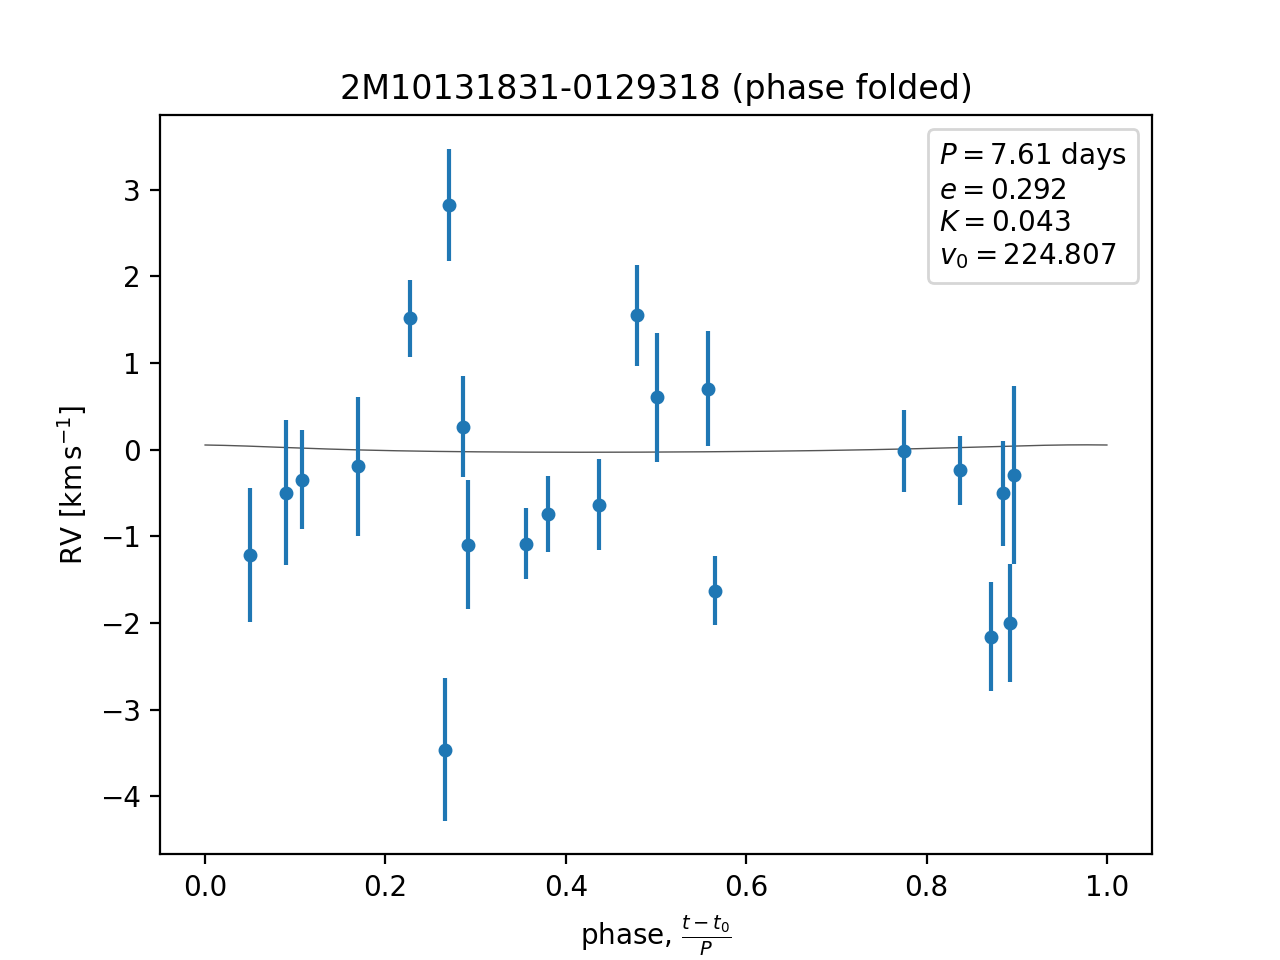 2M10131831-0129318 (phase folded)
P = 7.61 days
e = 0.292
K = 0.043
v₀ = 224.807
3
2
1
0
−1
−2
−3
−4
RV [km s⁻¹]
0.0 0.2 0.4 0.6 0.8 1.0
phase, (t − t₀)/P